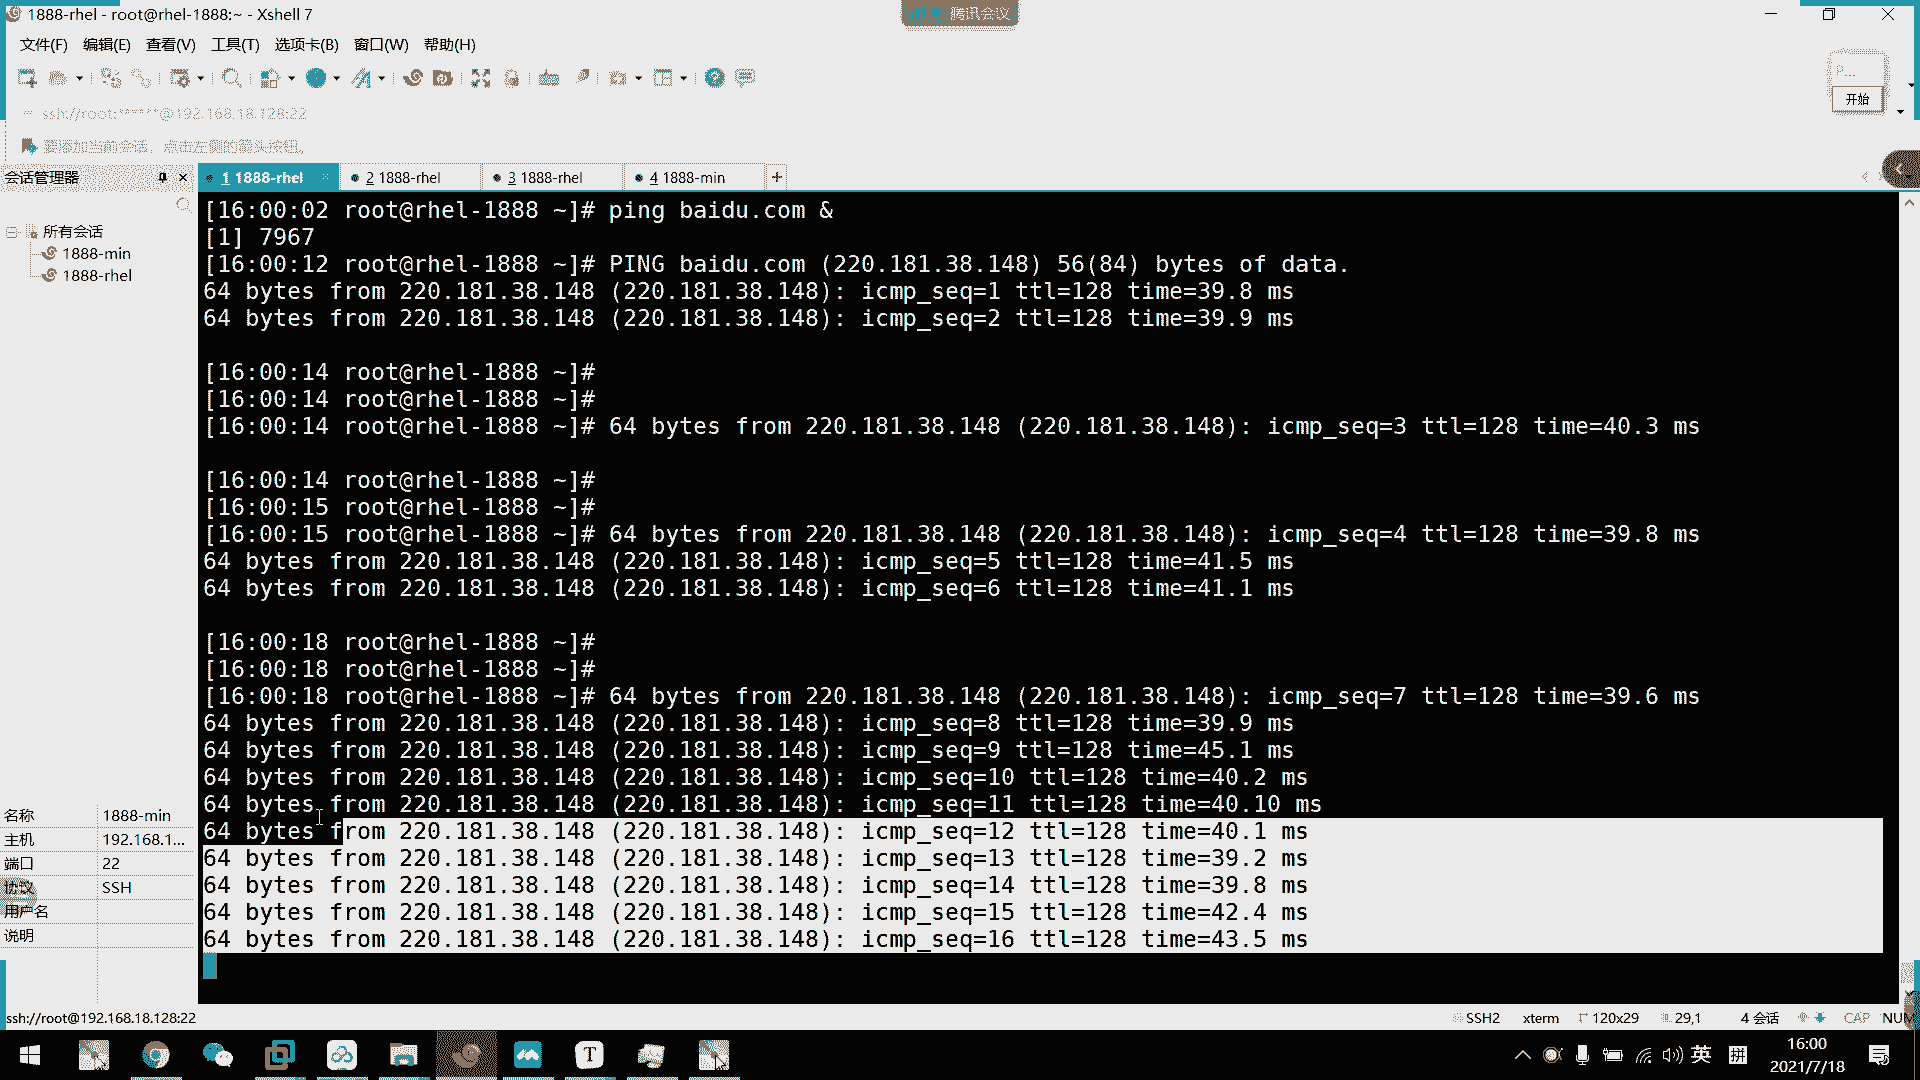 1888-rhel - root@rhel-1888:~ - Xshell 7
腾讯会议
文件(F) 编辑(E) 查看(V) 工具(T) 选项卡(B) 窗口(W) 帮助(H)
P...
开始
ssh://root:*****@192.168.18.128:22
要添加当前会话，点击左侧的箭头按钮。
会话管理器
1 1888-rhel
2 1888-rhel
3 1888-rhel
4 1888-min
所有会话
1888-min
1888-rhel
[16:00:02 root@rhel-1888 ~]# ping baidu.com &
[1] 7967
[16:00:12 root@rhel-1888 ~]# PING baidu.com (220.181.38.148) 56(84) bytes of data.
64 bytes from 220.181.38.148 (220.181.38.148): icmp_seq=1 ttl=128 time=39.8 ms
64 bytes from 220.181.38.148 (220.181.38.148): icmp_seq=2 ttl=128 time=39.9 ms
[16:00:14 root@rhel-1888 ~]#
[16:00:14 root@rhel-1888 ~]#
[16:00:14 root@rhel-1888 ~]# 64 bytes from 220.181.38.148 (220.181.38.148): icmp_seq=3 ttl=128 time=40.3 ms
[16:00:14 root@rhel-1888 ~]#
[16:00:15 root@rhel-1888 ~]#
[16:00:15 root@rhel-1888 ~]# 64 bytes from 220.181.38.148 (220.181.38.148): icmp_seq=4 ttl=128 time=39.8 ms
64 bytes from 220.181.38.148 (220.181.38.148): icmp_seq=5 ttl=128 time=41.5 ms
64 bytes from 220.181.38.148 (220.181.38.148): icmp_seq=6 ttl=128 time=41.1 ms
[16:00:18 root@rhel-1888 ~]#
[16:00:18 root@rhel-1888 ~]#
[16:00:18 root@rhel-1888 ~]# 64 bytes from 220.181.38.148 (220.181.38.148): icmp_seq=7 ttl=128 time=39.6 ms
64 bytes from 220.181.38.148 (220.181.38.148): icmp_seq=8 ttl=128 time=39.9 ms
64 bytes from 220.181.38.148 (220.181.38.148): icmp_seq=9 ttl=128 time=45.1 ms
64 bytes from 220.181.38.148 (220.181.38.148): icmp_seq=10 ttl=128 time=40.2 ms
64 bytes from 220.181.38.148 (220.181.38.148): icmp_seq=11 ttl=128 time=40.10 ms
64 bytes from 220.181.38.148 (220.181.38.148): icmp_seq=12 ttl=128 time=40.1 ms
64 bytes from 220.181.38.148 (220.181.38.148): icmp_seq=13 ttl=128 time=39.2 ms
64 bytes from 220.181.38.148 (220.181.38.148): icmp_seq=14 ttl=128 time=39.8 ms
64 bytes from 220.181.38.148 (220.181.38.148): icmp_seq=15 ttl=128 time=42.4 ms
64 bytes from 220.181.38.148 (220.181.38.148): icmp_seq=16 ttl=128 time=43.5 ms
名称 1888-min
主机 192.168.1...
端口 22
协议 SSH
用户名
说明
ssh://root@192.168.18.128:22
SSH2 xterm 120x29 29,1 4 会话 CAP NUM
英 拼
16:00
2021/7/18